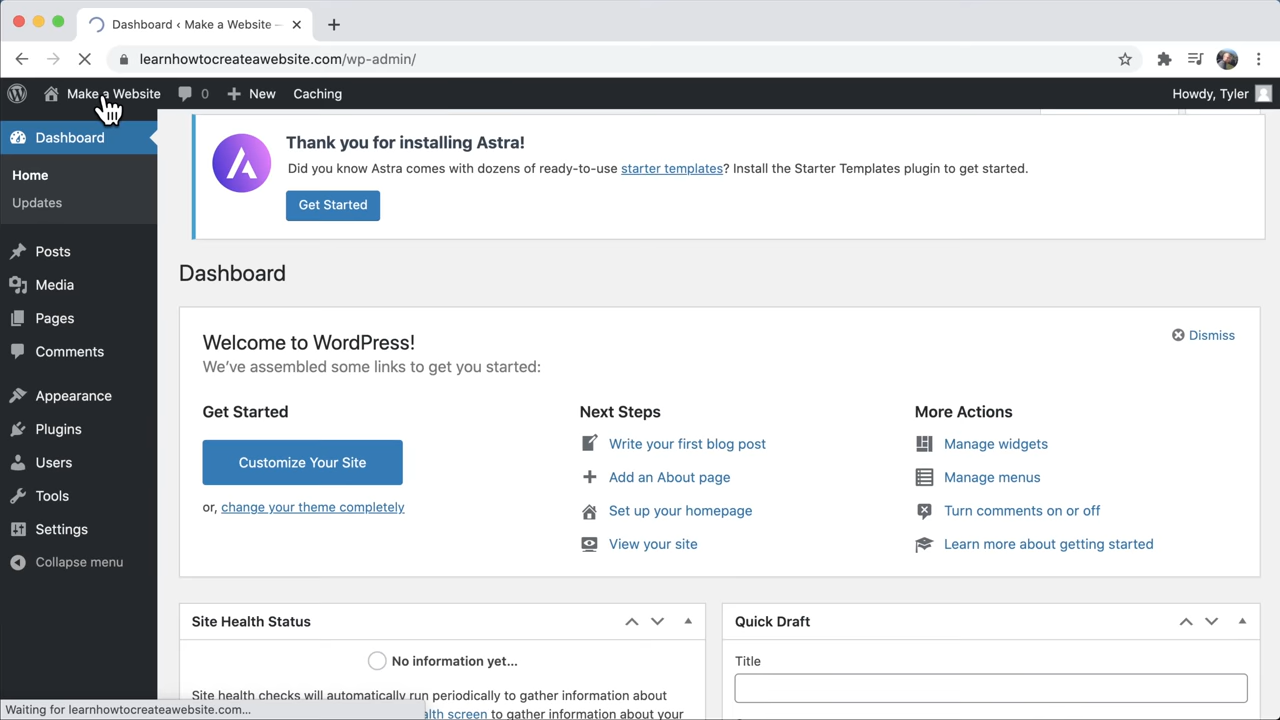 Dashboard ‹ Make a Website –
learnhowtocreateawebsite.com/wp-admin/
Make a Website
0
New
Caching
Howdy, Tyler
Dashboard
Home
Updates
Posts
Media
Pages
Comments
Appearance
Plugins
Users
Tools
Settings
Collapse menu
Thank you for installing Astra!
Did you know Astra comes with dozens of ready-to-use starter templates? Install the Starter Templates plugin to get started.
Get Started
Dashboard
Welcome to WordPress!
We've assembled some links to get you started:
Dismiss
Get Started
Customize Your Site
or, change your theme completely
Next Steps
Write your first blog post
Add an About page
Set up your homepage
View your site
More Actions
Manage widgets
Manage menus
Turn comments on or off
Learn more about getting started
Site Health Status
No information yet...
Site health checks will automatically run periodically to gather information about
screen to gather information about your
Quick Draft
Title
Waiting for learnhowtocreateawebsite.com...